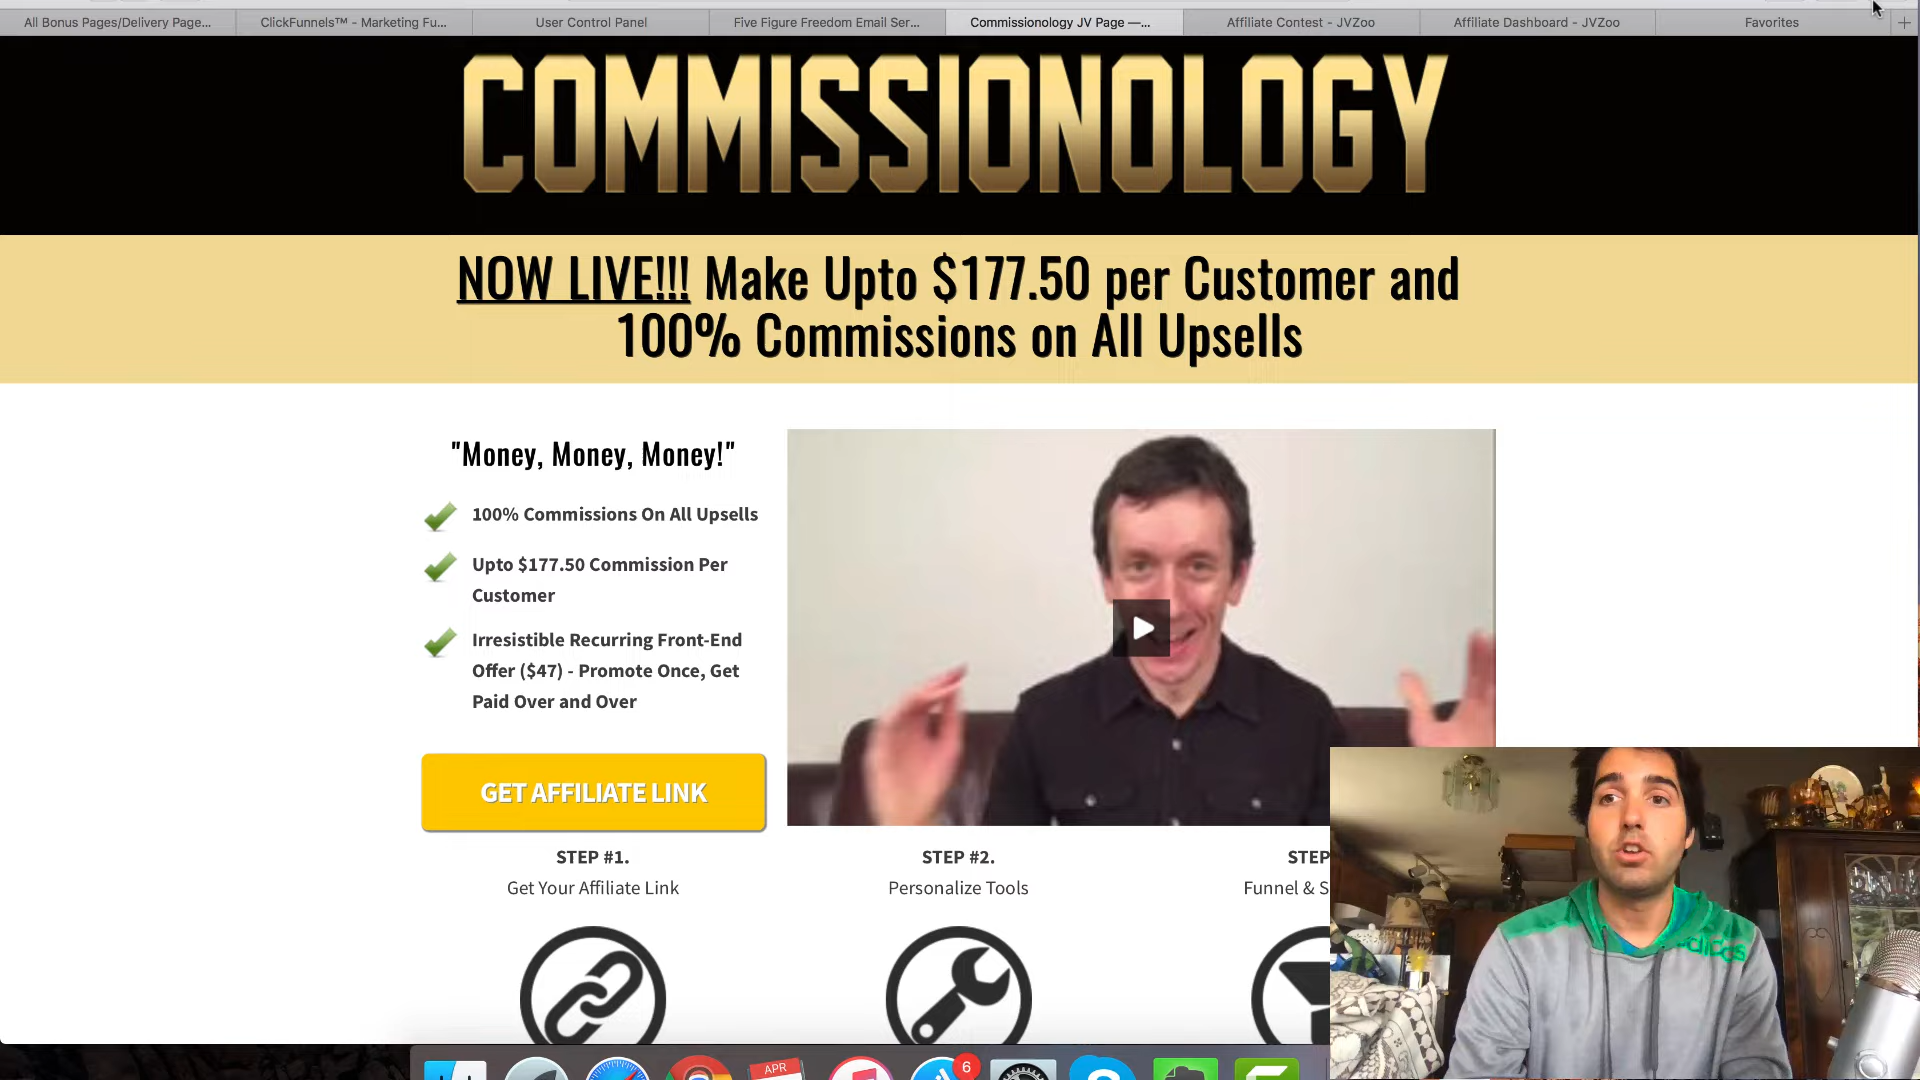 All Bonus Pages/Delivery Page...
ClickFunnels™ - Marketing Fu...
User Control Panel
Five Figure Freedom Email Ser...
Commissionology JV Page —...
Affiliate Contest - JVZoo
Affiliate Dashboard - JVZoo
Favorites
COMMISSIONOLOGY
NOW LIVE!!! Make Upto $177.50 per Customer and
100% Commissions on All Upsells
"Money, Money, Money!"
100% Commissions On All Upsells
Upto $177.50 Commission Per
Customer
Irresistible Recurring Front-End
Offer ($47) - Promote Once, Get
Paid Over and Over
GET AFFILIATE LINK
STEP #1.
Get Your Affiliate Link
STEP #2.
Personalize Tools
STEP
Funnel & S
adidas
APR
6